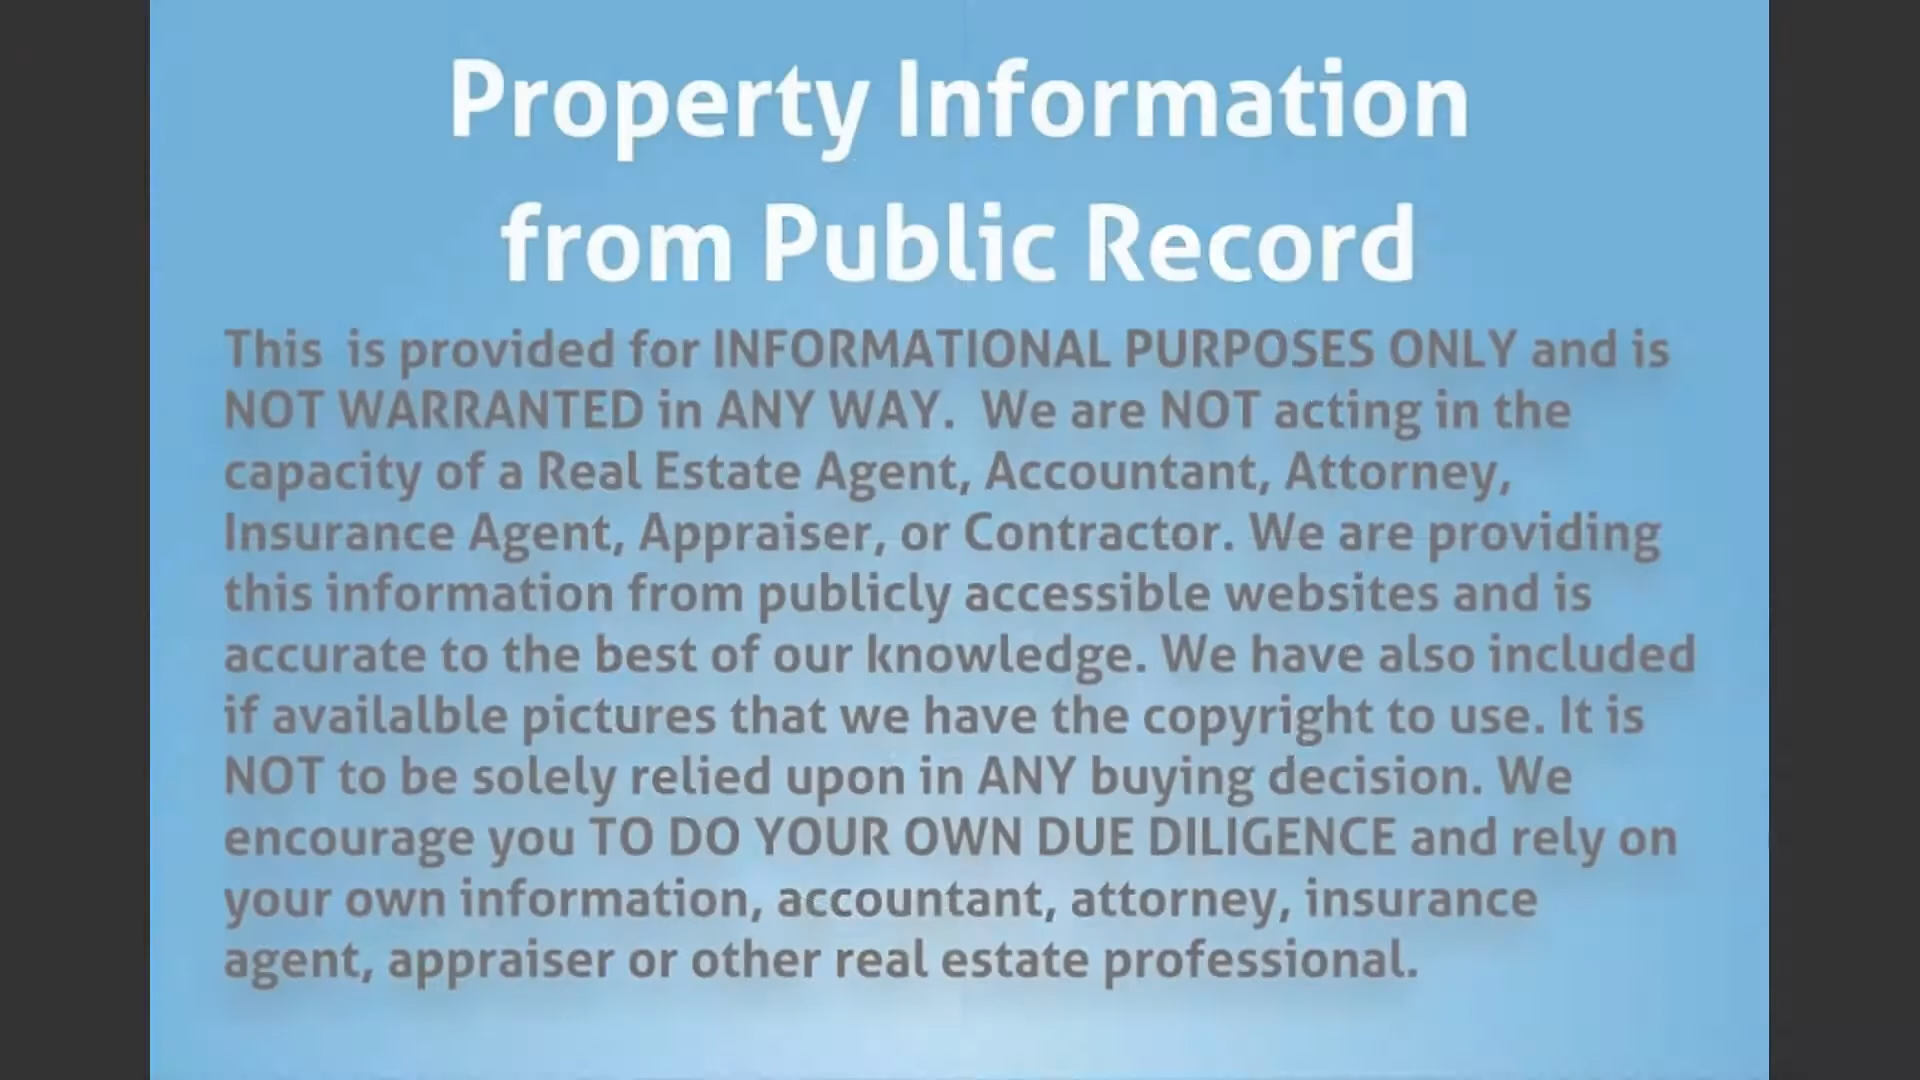 Property Information
from Public Record
This  is provided for INFORMATIONAL PURPOSES ONLY and is
NOT WARRANTED in ANY WAY.  We are NOT acting in the
capacity of a Real Estate Agent, Accountant, Attorney,
Insurance Agent, Appraiser, or Contractor. We are providing
this information from publicly accessible websites and is
accurate to the best of our knowledge. We have also included
if availalble pictures that we have the copyright to use. It is
NOT to be solely relied upon in ANY buying decision. We
encourage you TO DO YOUR OWN DUE DILIGENCE and rely on
your own information, accountant, attorney, insurance
agent, appraiser or other real estate professional.